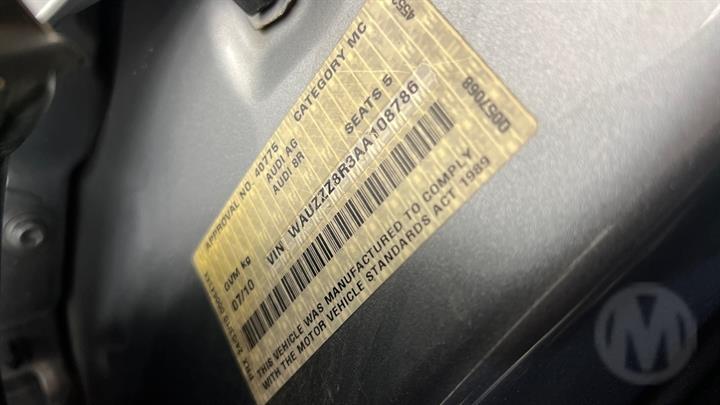 APPROVAL NO. 40775 CATEGORY MC
AUDI AG
AUDI 8R SEATS 5
GVM kg
07/10 VIN WAUZZZ8R3AA108786
THIS VEHICLE WAS MANUFACTURED TO COMPLY
WITH THE MOTOR VEHICLE STANDARDS ACT 1989
0057068
M